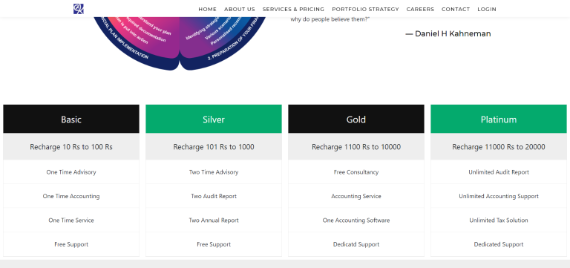 HOME ABOUT US SERVICES & PRICING PORTFOLIO STRATEGY CAREERS CONTACT LOGIN
why do people believe them?"
— Daniel H Kahneman
Basic
Recharge 10 Rs to 100 Rs
One Time Advisory
One Time Accounting
One Time Service
Free Support
Silver
Recharge 101 Rs to 1000
Two Time Advisory
Two Audit Report
Two Annual Report
Free Support
Gold
Recharge 1100 Rs to 10000
Free Consultancy
Accounting Service
One Accounting Software
Dedicatd Support
Platinum
Recharge 11000 Rs to 20000
Unlimited Audit Report
Unlimited Accounting Support
Unlimited Tax Solution
Dedicated Support